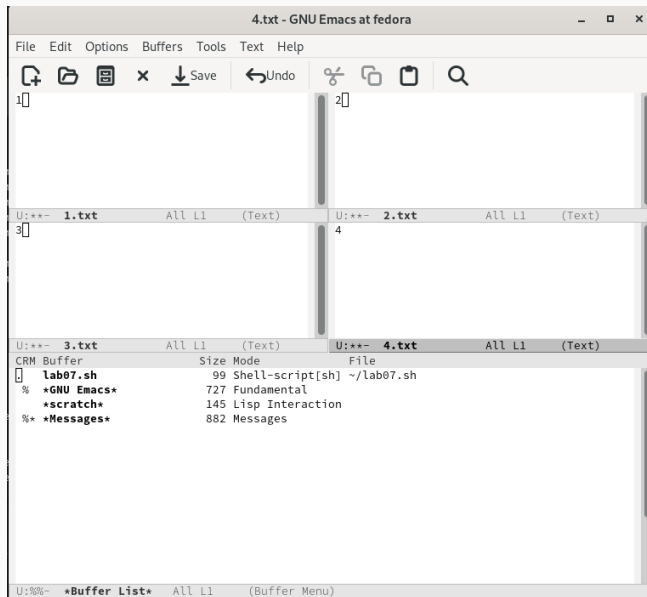 4.txt - GNU Emacs at fedora
File Edit Options Buffers Tools Text Help
Save Undo
1
2
U:**- 1.txt All L1 (Text)
U:**- 2.txt All L1 (Text)
3
4
U:**- 3.txt All L1 (Text)
U:**- 4.txt All L1 (Text)
CRM Buffer Size Mode File
. lab07.sh 99 Shell-script[sh] ~/lab07.sh
% *GNU Emacs* 727 Fundamental
*scratch* 145 Lisp Interaction
%* *Messages* 882 Messages
U:%%- *Buffer List* All L1 (Buffer Menu)